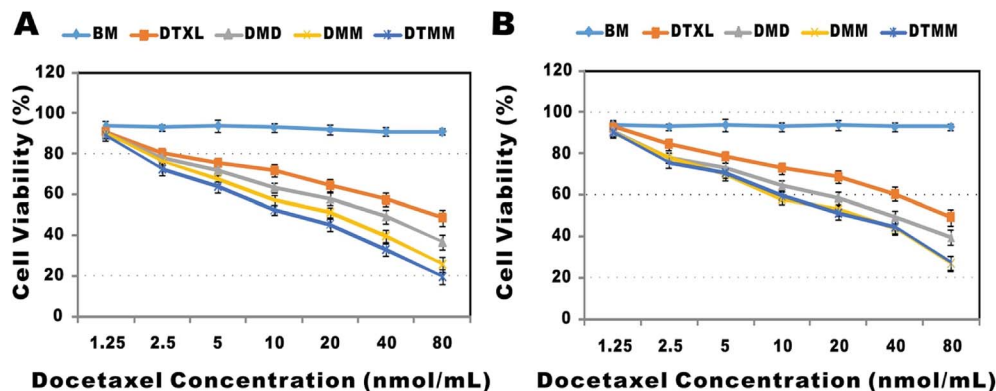 A
BM DTXL DMD DMM DTMM
Cell Viability (%)
120
100
80
60
40
20
0
1.25 2.5 5 10 20 40 80
Docetaxel Concentration (nmol/mL)
B
BM DTXL DMD DMM DTMM
Cell Viability (%)
120
100
80
60
40
20
0
1.25 2.5 5 10 20 40 80
Docetaxel Concentration (nmol/mL)